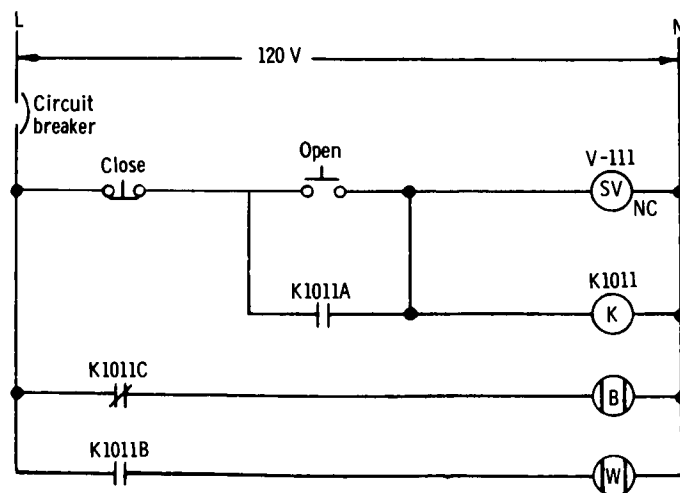 L
N
120 V
Circuit
breaker
Close
Open
V-111
SV
NC
K1011A
K1011
K
K1011C
B
K1011B
W